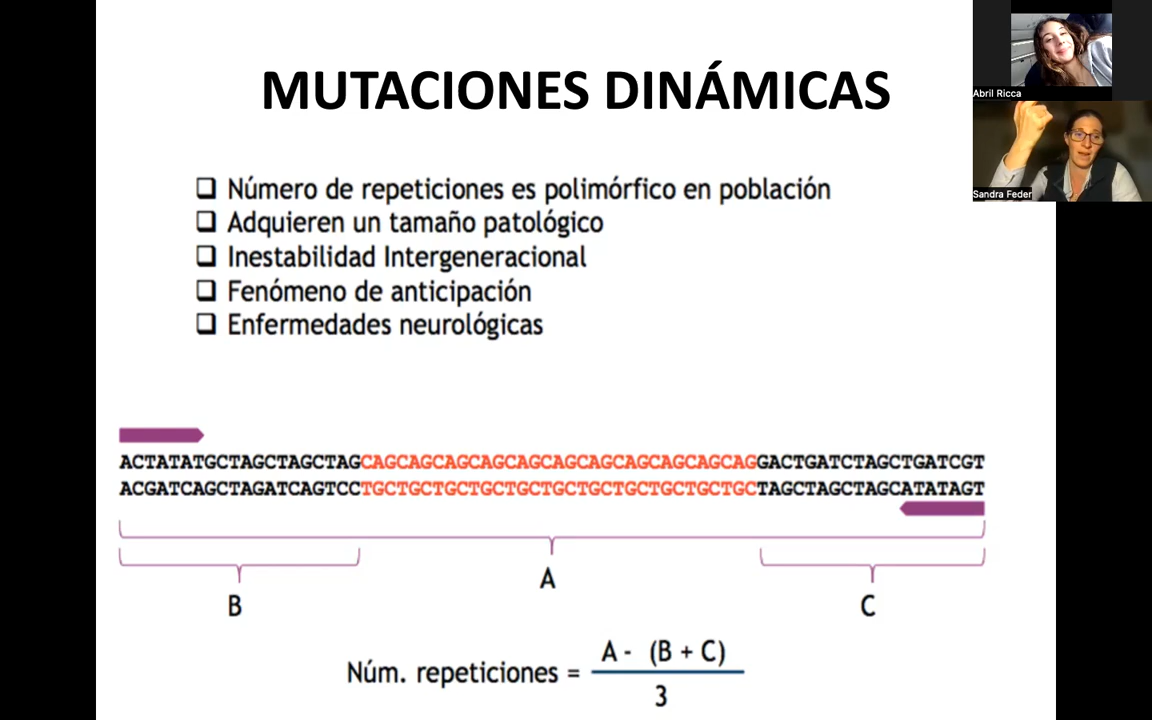 MUTACIONES DINÁMICAS
Abril Ricca
Sandra Feder
Número de repeticiones es polimórfico en población
Adquieren un tamaño patológico
Inestabilidad Intergeneracional
Fenómeno de anticipación
Enfermedades neurológicas
ACTATATGCTAGCTAGCTAGCAGCAGCAGCAGCAGCAGCAGCAGCAGCAGCAGGACTGATCTAGCTGATCGT
ACGATCAGCTAGATCAGTCCTGCTGCTGCTGCTGCTGCTGCTGCTGCTGCTGCTAGCTAGCTAGCATATAGT
A
B
C
A - (B + C)
Núm. repeticiones =
3